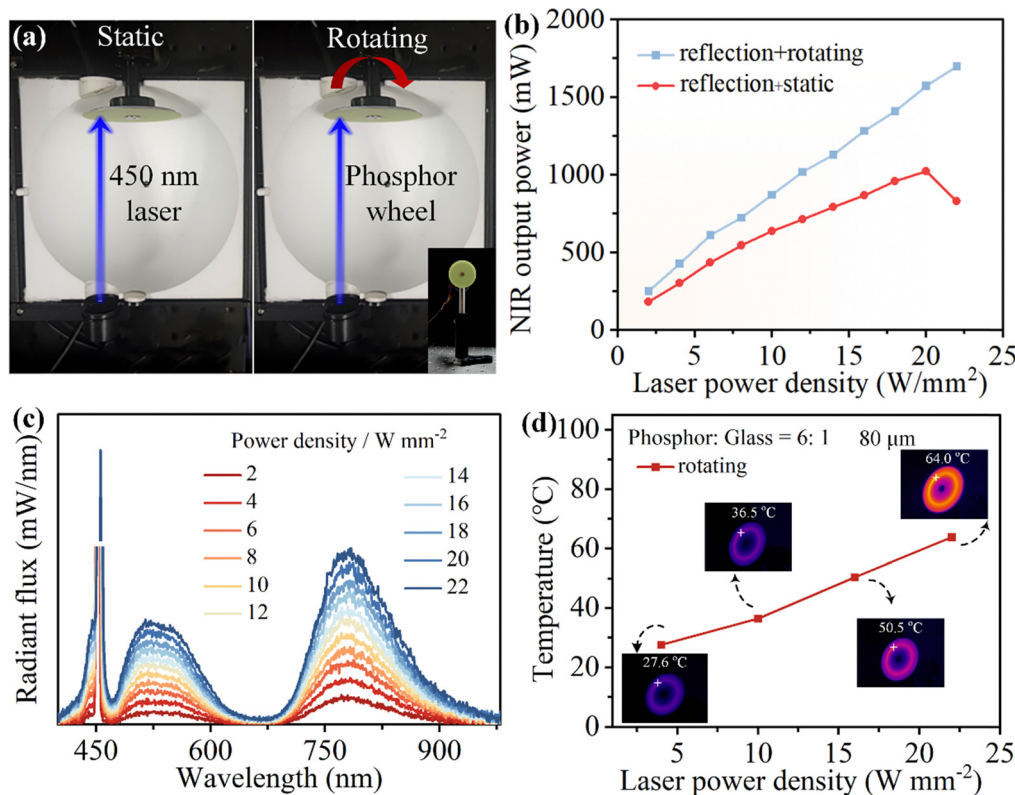 (a)
Static
Rotating
450 nm
laser
Phosphor
wheel
(b)
NIR output power (mW)
2000
1500
1000
500
0
reflection+rotating
reflection+static
0 5 10 15 20 25
Laser power density (W/mm²)
(c)
Radiant flux (mW/nm)
Power density / W mm⁻²
2
4
6
8
10
12
14
16
18
20
22
450 600 750 900
Wavelength (nm)
(d)
Temperature (°C)
100
80
60
40
20
0
Phosphor: Glass = 6: 1 80 μm
rotating
64.0 °C
36.5 °C
27.6 °C
50.5 °C
5 10 15 20 25
Laser power density (W mm⁻²)